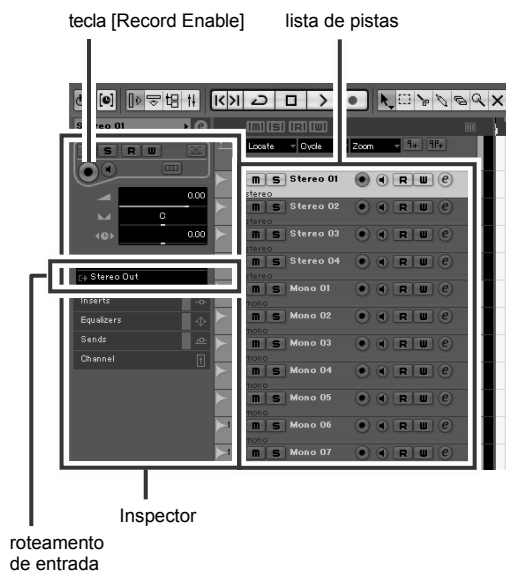 tecla [Record Enable]
lista de pistas
Stereo 01
Locate
Cycle
Zoom
S R W
0.00
C
0.00
Stereo Out
Inserts
Equalizers
Sends
Channel
m S Stereo 01 R W e
stereo
m S Stereo 02 R W e
stereo
m S Stereo 03 R W e
stereo
m S Stereo 04 R W e
stereo
m S Mono 01 R W e
mono
m S Mono 02 R W e
mono
m S Mono 03 R W e
mono
m S Mono 04 R W e
mono
m S Mono 05 R W e
mono
m S Mono 06 R W e
mono
m S Mono 07 R W e
Inspector
roteamento
de entrada